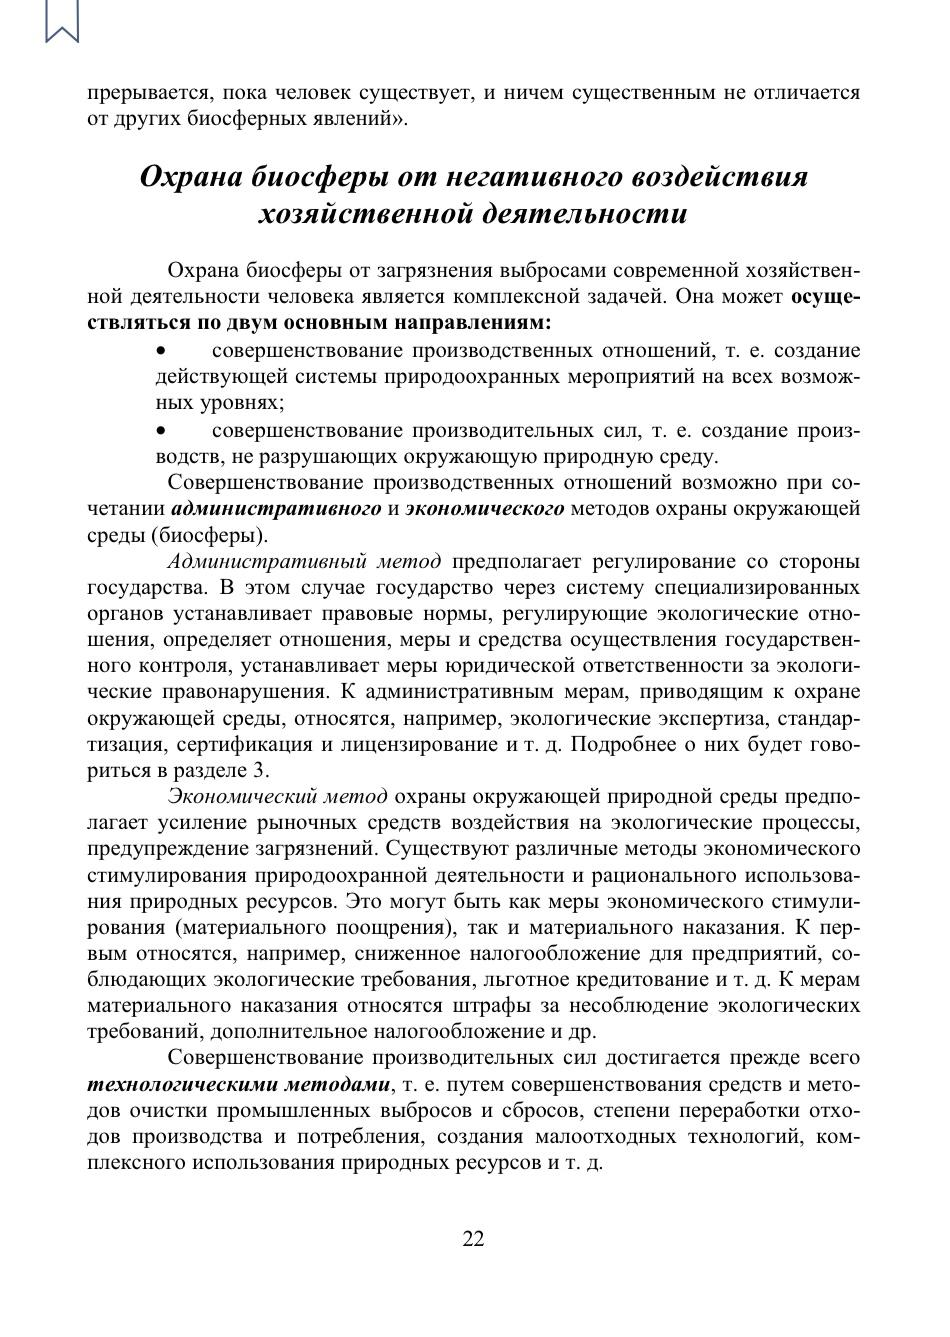 прерывается, пока человек существует, и ничем существенным не отличается
от других биосферных явлений».
Охрана биосферы от негативного воздействия
хозяйственной деятельности
Охрана биосферы от загрязнения выбросами современной хозяйствен-
ной деятельности человека является комплексной задачей. Она может осуще-
ствляться по двум основным направлениям:
• совершенствование производственных отношений, т. е. создание
действующей системы природоохранных мероприятий на всех возмож-
ных уровнях;
• совершенствование производительных сил, т. е. создание произ-
водств, не разрушающих окружающую природную среду.
Совершенствование производственных отношений возможно при со-
четании административного и экономического методов охраны окружающей
среды (биосферы).
Административный метод предполагает регулирование со стороны
государства. В этом случае государство через систему специализированных
органов устанавливает правовые нормы, регулирующие экологические отно-
шения, определяет отношения, меры и средства осуществления государствен-
ного контроля, устанавливает меры юридической ответственности за экологи-
ческие правонарушения. К административным мерам, приводящим к охране
окружающей среды, относятся, например, экологические экспертиза, стандар-
тизация, сертификация и лицензирование и т. д. Подробнее о них будет гово-
риться в разделе 3.
Экономический метод охраны окружающей природной среды предпо-
лагает усиление рыночных средств воздействия на экологические процессы,
предупреждение загрязнений. Существуют различные методы экономического
стимулирования природоохранной деятельности и рационального использова-
ния природных ресурсов. Это могут быть как меры экономического стимули-
рования (материального поощрения), так и материального наказания. К пер-
вым относятся, например, сниженное налогообложение для предприятий, со-
блюдающих экологические требования, льготное кредитование и т. д. К мерам
материального наказания относятся штрафы за несоблюдение экологических
требований, дополнительное налогообложение и др.
Совершенствование производительных сил достигается прежде всего
технологическими методами, т. е. путем совершенствования средств и мето-
дов очистки промышленных выбросов и сбросов, степени переработки отхо-
дов производства и потребления, создания малоотходных технологий, ком-
плексного использования природных ресурсов и т. д.
22